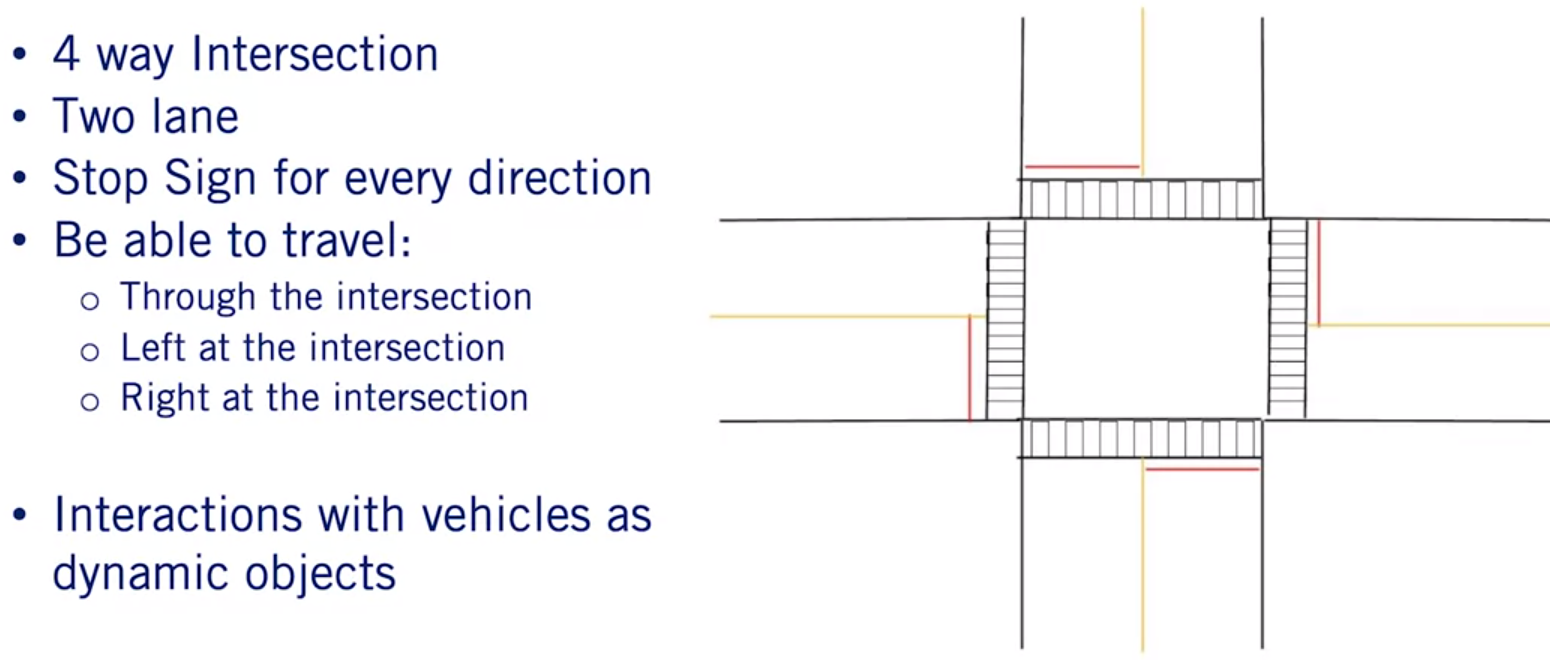 • 4 way Intersection
• Two lane
• Stop Sign for every direction
• Be able to travel:
o Through the intersection
o Left at the intersection
o Right at the intersection
• Interactions with vehicles as
dynamic objects